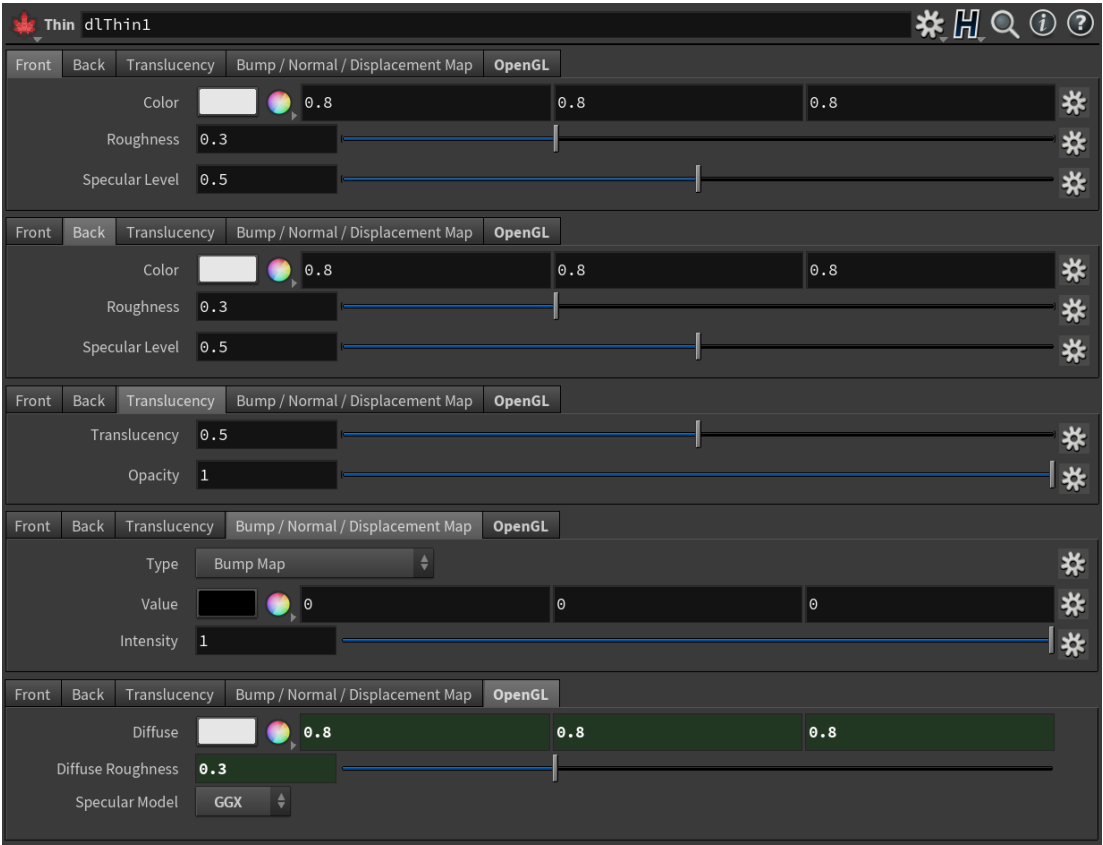 Thin dlThin1
Front Back Translucency Bump / Normal / Displacement Map OpenGL
Color 0.8 0.8 0.8
Roughness 0.3
Specular Level 0.5
Front Back Translucency Bump / Normal / Displacement Map OpenGL
Color 0.8 0.8 0.8
Roughness 0.3
Specular Level 0.5
Front Back Translucency Bump / Normal / Displacement Map OpenGL
Translucency 0.5
Opacity 1
Front Back Translucency Bump / Normal / Displacement Map OpenGL
Type Bump Map
Value 0 0 0
Intensity 1
Front Back Translucency Bump / Normal / Displacement Map OpenGL
Diffuse 0.8 0.8 0.8
Diffuse Roughness 0.3
Specular Model GGX